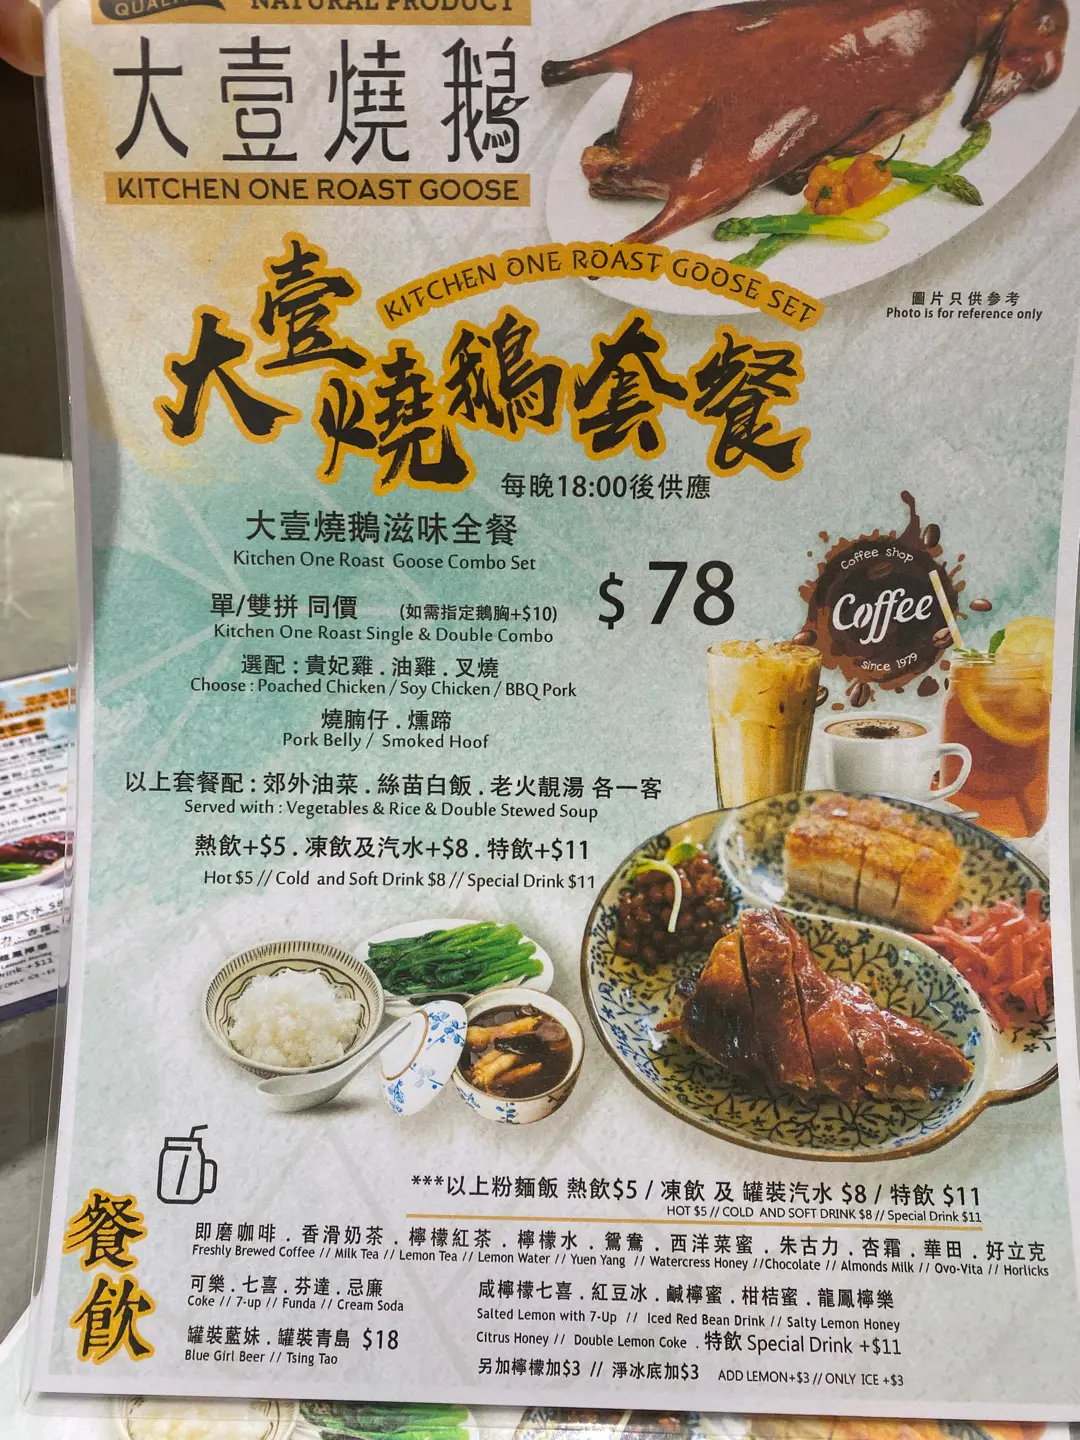 NATURAL PRODUCT
大壹燒鵝
KITCHEN ONE ROAST GOOSE
KITCHEN ONE ROAST GOOSE SET
大壹燒鵝套餐
圖片只供參考
Photo is for reference only
每晚18:00後供應
大壹燒鵝滋味全餐
Kitchen One Roast Goose Combo Set
$ 78
單/雙拼 同價 (如需指定鵝胸+$10)
Kitchen One Roast Single & Double Combo
選配 : 貴妃雞 . 油雞 . 叉燒
Choose : Poached Chicken / Soy Chicken / BBQ Pork
燒腩仔 . 燻蹄
Pork Belly / Smoked Hoof
Coffee shop
Coffee
since 1979
以上套餐配 : 郊外油菜 . 絲苗白飯 . 老火靚湯 各一客
Served with : Vegetables & Rice & Double Stewed Soup
熱飲+$5 . 凍飲及汽水+$8 . 特飲+$11
Hot $5 // Cold and Soft Drink $8 // Special Drink $11
***以上粉麵飯 熱飲$5 / 凍飲 及 罐裝汽水 $8 / 特飲 $11
HOT $5 // COLD AND SOFT DRINK $8 // Special Drink $11
餐飲
即磨咖啡 . 香滑奶茶 . 檸檬紅茶 . 檸檬水 . 鴛鴦 . 西洋菜蜜 . 朱古力 . 杏霜 . 華田 . 好立克
Freshly Brewed Coffee // Milk Tea // Lemon Tea // Lemon Water // Yuen Yang // Watercress Honey //Chocolate // Almonds Milk // Ovo-Vita // Horlicks
可樂 . 七喜 . 芬達 . 忌廉
Coke // 7-up // Funda // Cream Soda
罐裝藍妹 . 罐裝青島 $18
Blue Girl Beer // Tsing Tao
咸檸檬七喜 . 紅豆冰 . 鹹檸蜜 . 柑桔蜜 . 龍鳳檸樂
Salted Lemon with 7-Up // Iced Red Bean Drink // Salty Lemon Honey
Citrus Honey // Double Lemon Coke . 特飲 Special Drink +$11
另加檸檬加$3 // 淨冰底加$3 ADD LEMON+$3 // ONLY ICE +$3